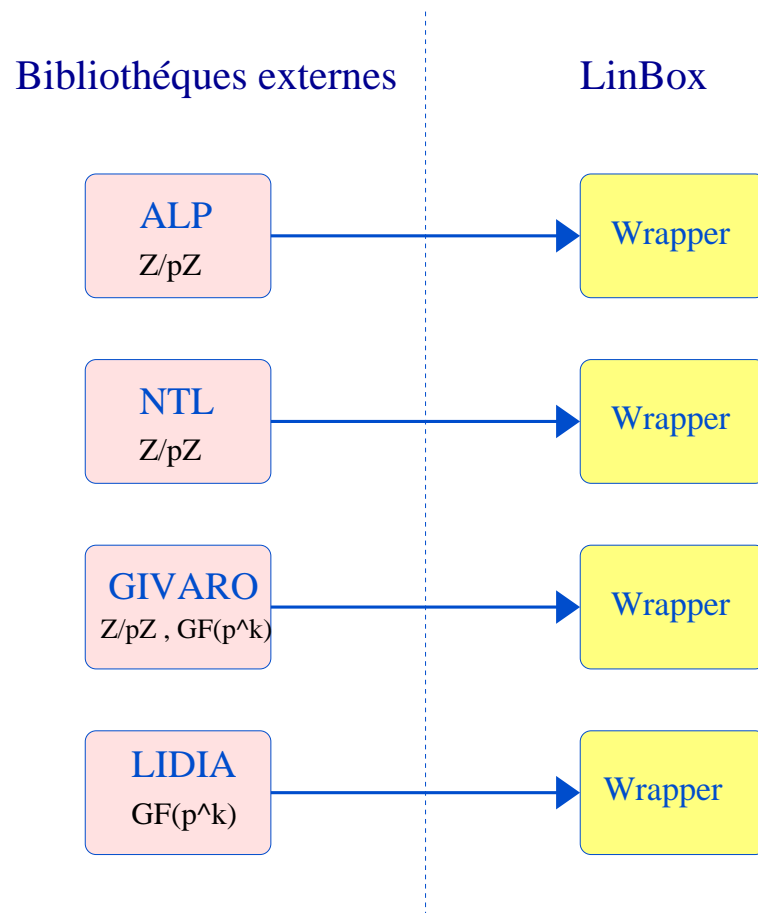 Bibliothéques externes
LinBox
ALP
Z/pZ
Wrapper
NTL
Z/pZ
Wrapper
GIVARO
Z/pZ , GF(p^k)
Wrapper
LIDIA
GF(p^k)
Wrapper